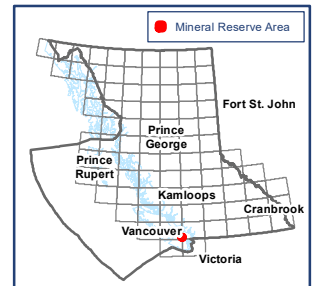 Mineral Reserve Area
Fort St. John
Prince
George
Prince
Rupert
Kamloops
Cranbrook
Vancouver
Victoria